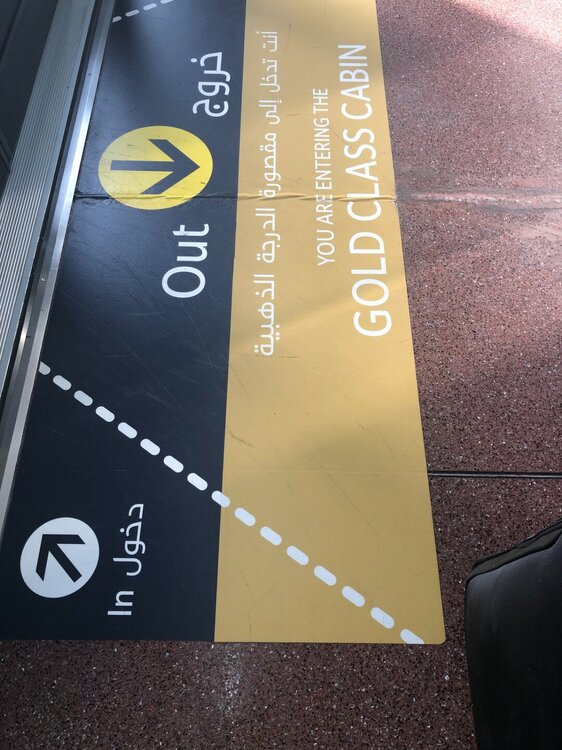 Out
خروج
أنت تدخل إلى مقصورة الدرجة الذهبية
YOU ARE ENTERING THE
GOLD CLASS CABIN
In دخول